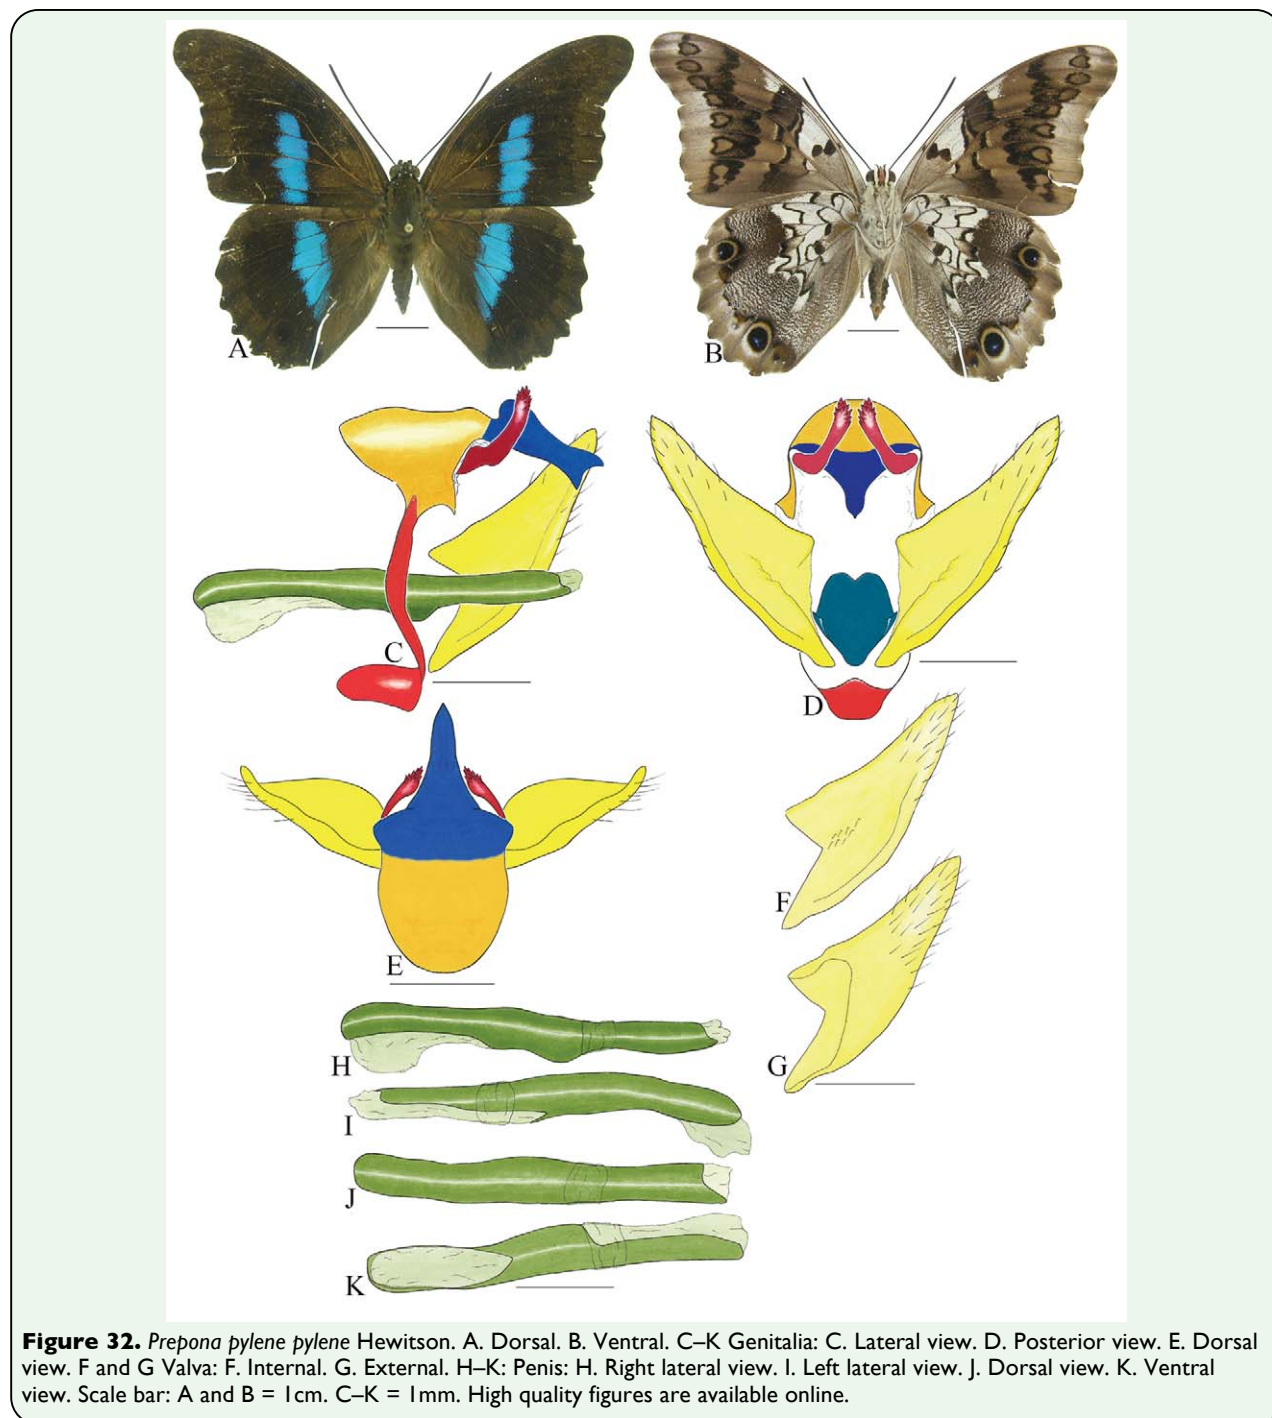 A
B
C
D
E
F
G
H
I
J
K
Figure 32. Prepona pylene pylene Hewitson. A. Dorsal. B. Ventral. C–K Genitalia: C. Lateral view. D. Posterior view. E. Dorsal
view. F and G Valva: F. Internal. G. External. H–K: Penis: H. Right lateral view. I. Left lateral view. J. Dorsal view. K. Ventral
view. Scale bar: A and B = 1cm. C–K = 1mm. High quality figures are available online.